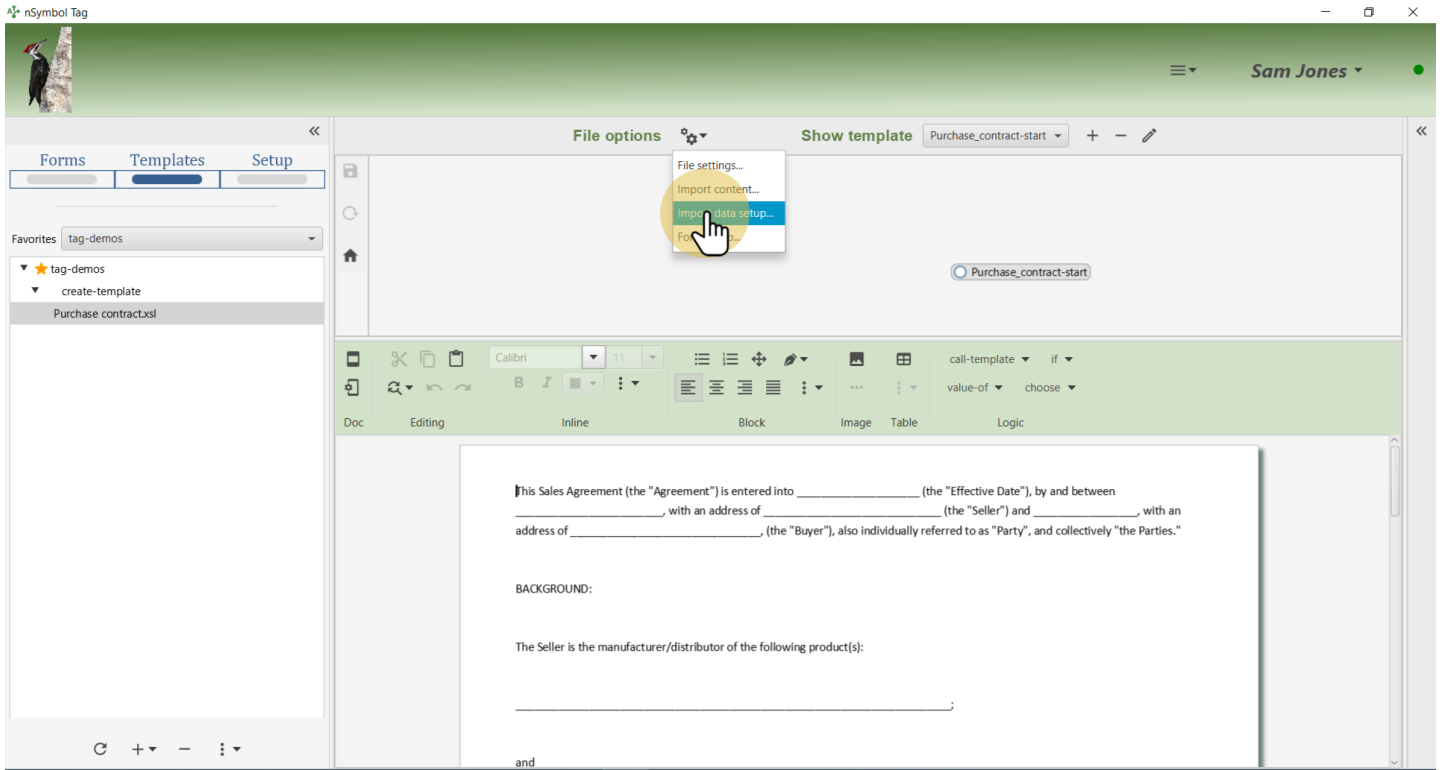 nSymbol Tag
Sam Jones
File options
Show template
Purchase_contract-start
Forms
Templates
Setup
File settings...
Import content...
Import data setup...
Favorites
tag-demos
tag-demos
create-template
Purchase contract.xsl
Purchase_contract-start
Calibri
11
call-template
if
B
I
value-of
choose
Doc
Editing
Inline
Block
Image
Table
Logic
This Sales Agreement (the "Agreement") is entered into ____________________ (the "Effective Date"), by and between
________________________, with an address of _____________________________ (the "Seller") and _________________, with an
address of _______________________________, (the "Buyer"), also individually referred to as "Party", and collectively "the Parties."
BACKGROUND:
The Seller is the manufacturer/distributor of the following product(s):
_______________________________________________________________________;
and